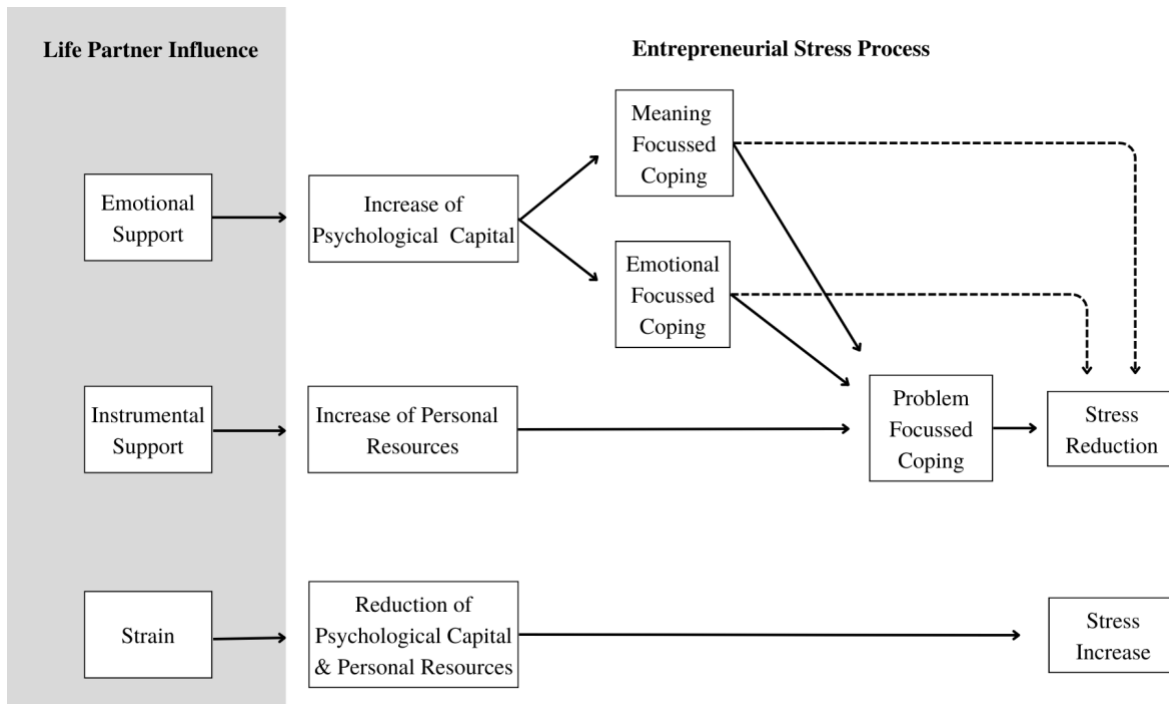 Life Partner Influence
Entrepreneurial Stress Process
Meaning
Focussed
Coping
Emotional
Support
Increase of
Psychological Capital
Emotional
Focussed
Coping
Instrumental
Support
Increase of Personal
Resources
Problem
Focussed
Coping
Stress
Reduction
Strain
Reduction of
Psychological Capital
& Personal Resources
Stress
Increase